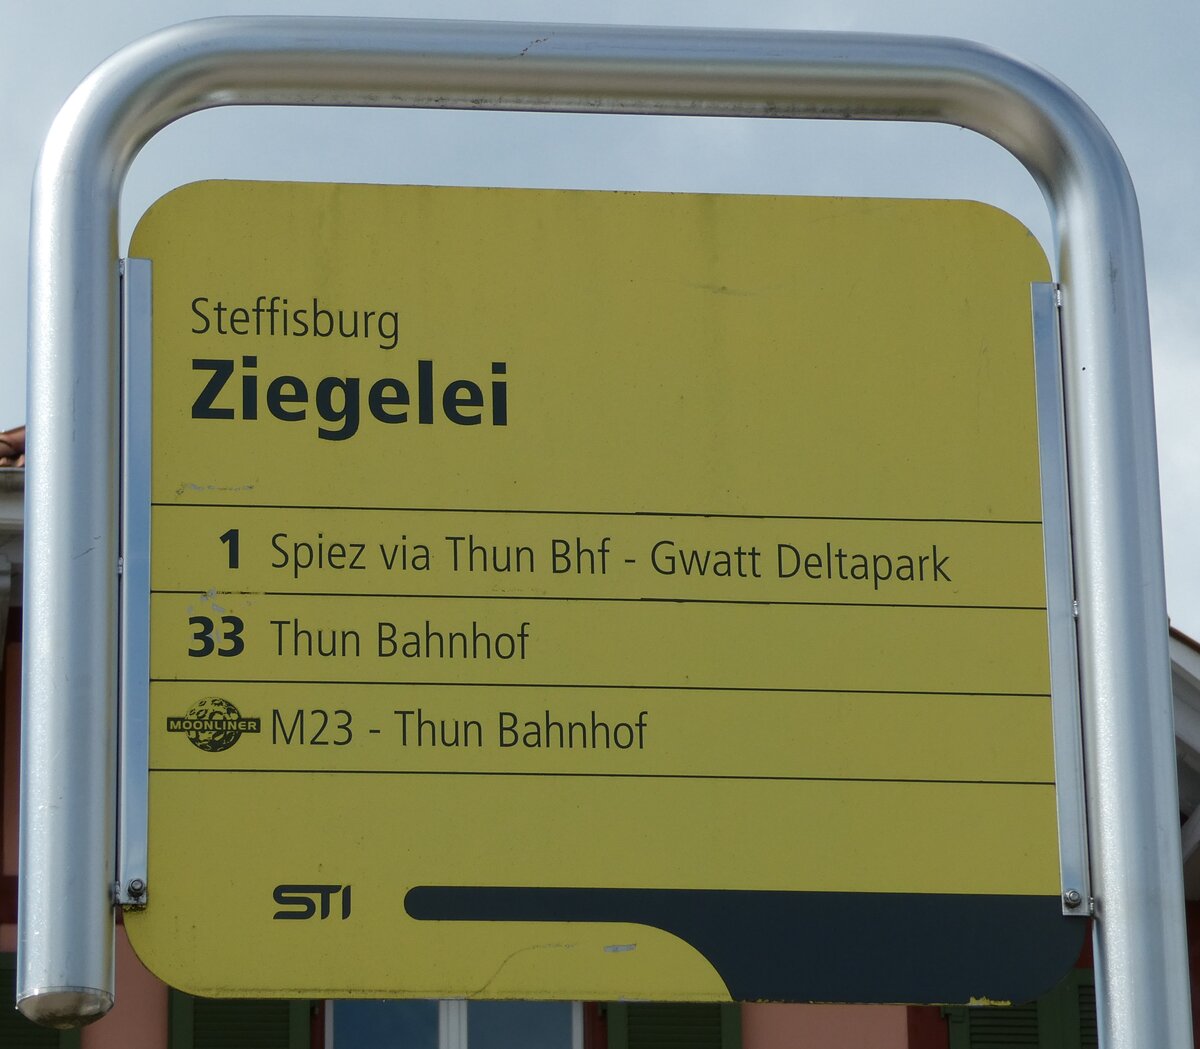 Steffisburg
Ziegelei
1 Spiez via Thun Bhf - Gwatt Deltapark
33 Thun Bahnhof
MOONLINER M23 - Thun Bahnhof
STI